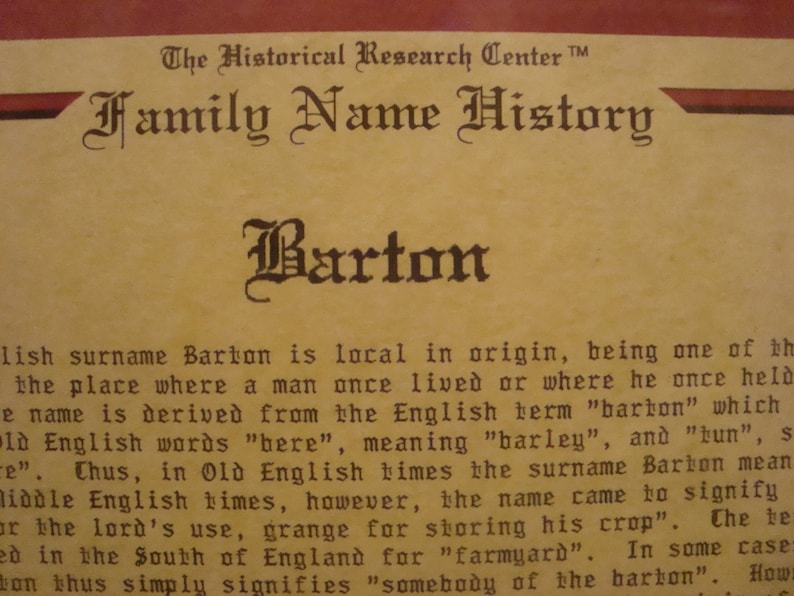 The Historical Research Center™
Family Name History
Barton
lish surname Barton is local in origin, being one of th
the place where a man once lived or where he once held
e name is derived from the English term "barton" which
Old English words "bere", meaning "barley", and "tun", s
re". Thus, in Old English times the surname Barton mean
Middle English times, however, the name came to signify
or the lord's use, grange for storing his crop". The te
ed in the South of England for "farmyard". In some case
ton thus simply signifies "somebody of the barton". How